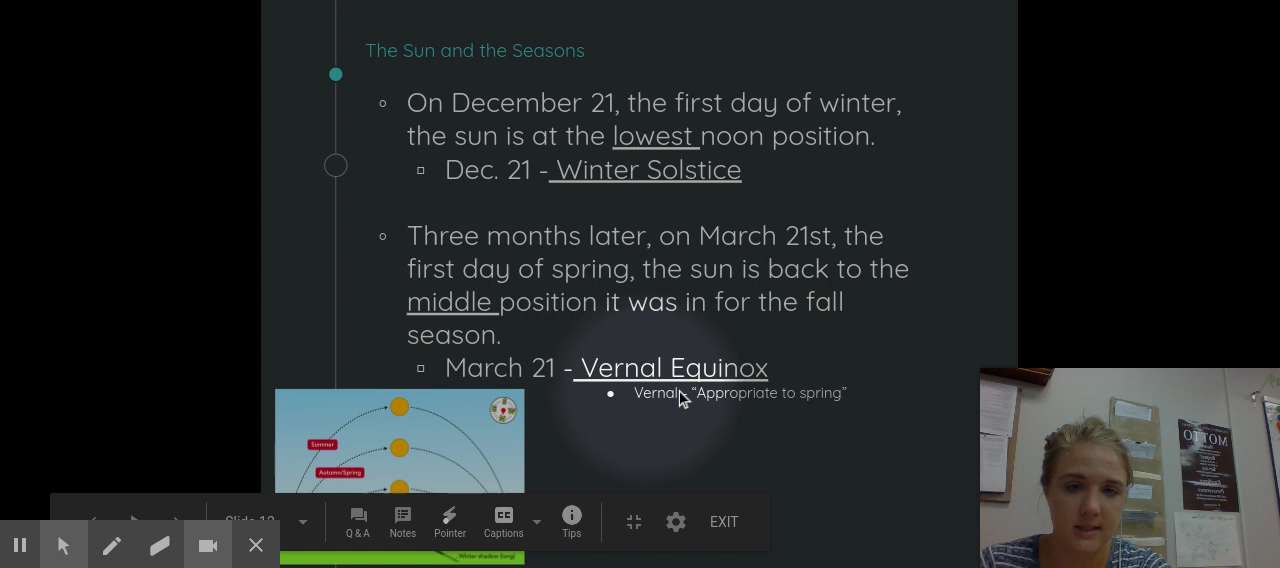 The Sun and the Seasons
On December 21, the first day of winter,
the sun is at the lowest noon position.
Dec. 21 - Winter Solstice
Three months later, on March 21st, the
first day of spring, the sun is back to the
middle position it was in for the fall
season.
March 21 - Vernal Equinox
Vernal- “Appropriate to spring”
Summer
Autumn/Spring
Winter shadow (long)
Q & A
Notes
Pointer
Captions
Tips
EXIT
MOTTO